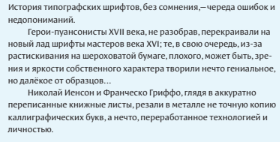 История типографских шрифтов, без сомнения,— череда ошибок и
недопониманий.
Герои-пуансонисты XVII века, не разобрав, перекраивали на
новый лад шрифты мастеров века XVI; те, в свою очередь, из-за
растискивания на шероховатой бумаге, плохого, может быть, зре-
ния и яркости собственного характера творили нечто гениальное,
но далёкое от образцов…
Николай Иенсон и Франческо Гриффо, глядя в аккуратно
переписанные книжные листы, резали в металле не точную копию
каллиграфических букв, а нечто, переработанное технологией и
личностью.